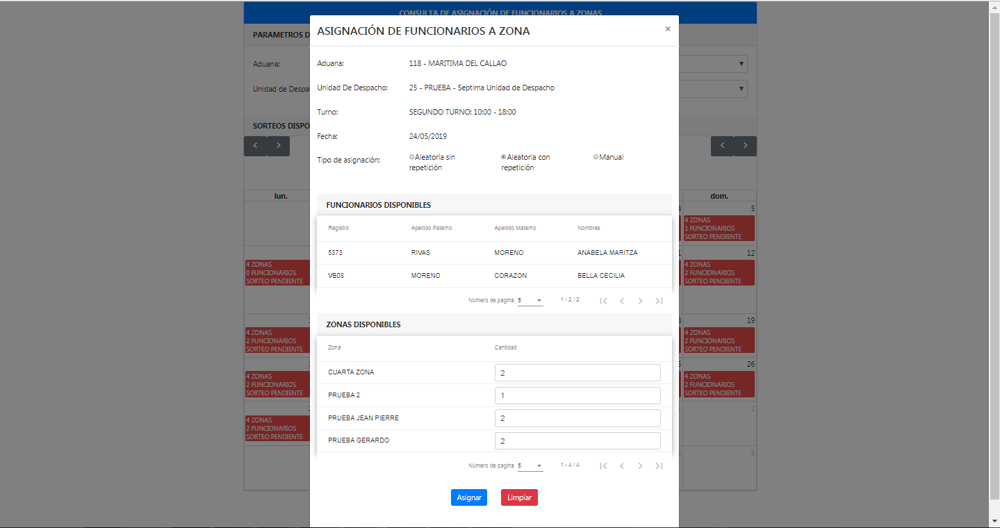 CONSULTA DE ASIGNACIÓN DE FUNCIONARIOS A ZONAS
ASIGNACIÓN DE FUNCIONARIOS A ZONA ×
PARAMETROS D
Aduana:
Unidad de Despa
SORTEOS DISPO
Aduana: 118 - MARITIMA DEL CALLAO
Unidad De Despacho: 25 - PRUEBA - Septima Unidad de Despacho
Turno: SEGUNDO TURNO: 10:00 - 18:00
Fecha: 24/05/2019
Tipo de asignación: Aleatoria sin repetición Aleatoria con repetición Manual
FUNCIONARIOS DISPONIBLES
Registro Apellido Paterno Apellido Materno Nombres
5373 RIVAS MORENO ANABELA MARITZA
VB08 MORENO CORAZON BELLA CECILIA
Número de pagina 5 1 - 2 / 2
ZONAS DISPONIBLES
Zona Cantidad
CUARTA ZONA 2
PRUEBA 2 1
PRUEBA JEAN PIERRE 2
PRUEBA GERARDO 2
Número de pagina 5 1 - 4 / 4
Asignar Limpiar
lun.
4 ZONAS
0 FUNCIONARIOS
SORTEO PENDIENTE
4 ZONAS
2 FUNCIONARIOS
SORTEO PENDIENTE
4 ZONAS
2 FUNCIONARIOS
SORTEO PENDIENTE
4 ZONAS
2 FUNCIONARIOS
SORTEO PENDIENTE
dom.
5
4 ZONAS
1 FUNCIONARIOS
SORTEO PENDIENTE
12
4 ZONAS
2 FUNCIONARIOS
SORTEO PENDIENTE
19
4 ZONAS
2 FUNCIONARIOS
SORTEO PENDIENTE
26
4 ZONAS
2 FUNCIONARIOS
SORTEO PENDIENTE
2
9